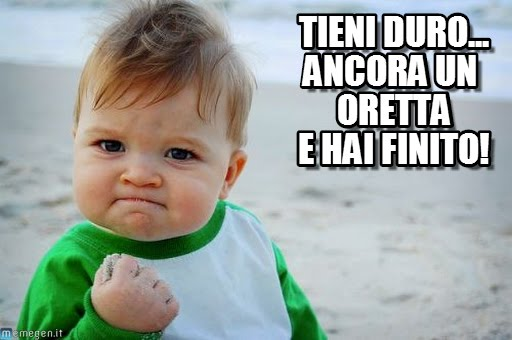 TIENI DURO...
ANCORA UN
ORETTA
E HAI FINITO!
memegen.it